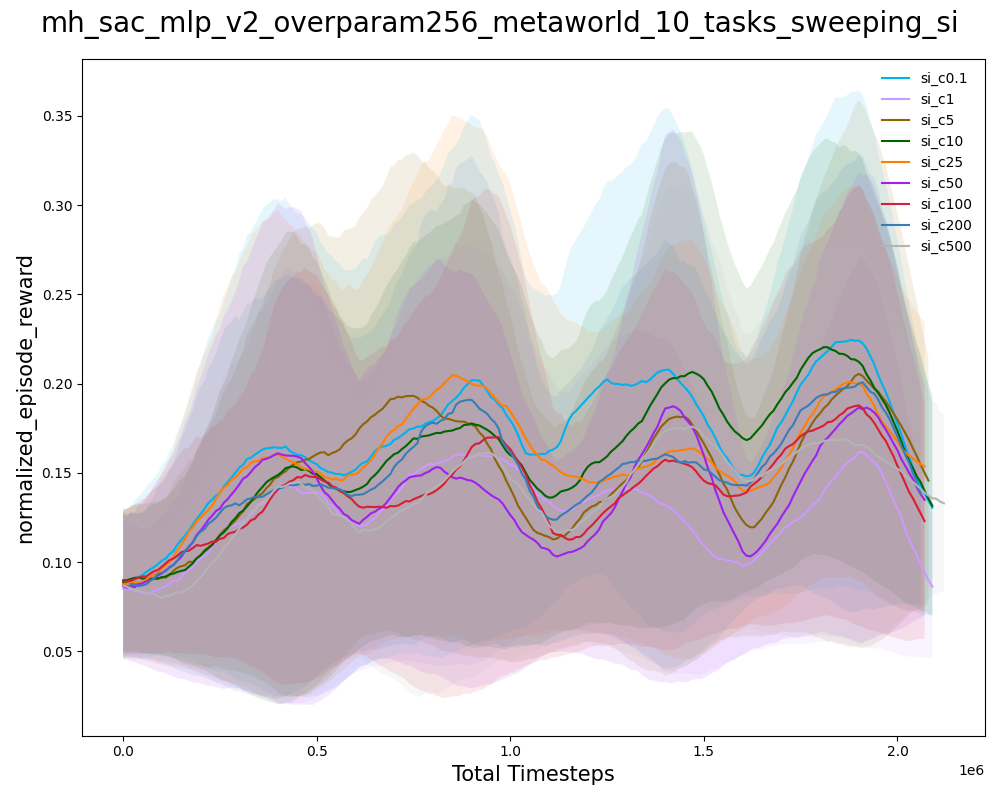 mh_sac_mlp_v2_overparam256_metaworld_10_tasks_sweeping_si
si_c0.1
si_c1
si_c5
si_c10
si_c25
si_c50
si_c100
si_c200
si_c500
normalized_episode_reward
0.35
0.30
0.25
0.20
0.15
0.10
0.05
0.0 0.5 1.0 1.5 2.0
1e6
Total Timesteps